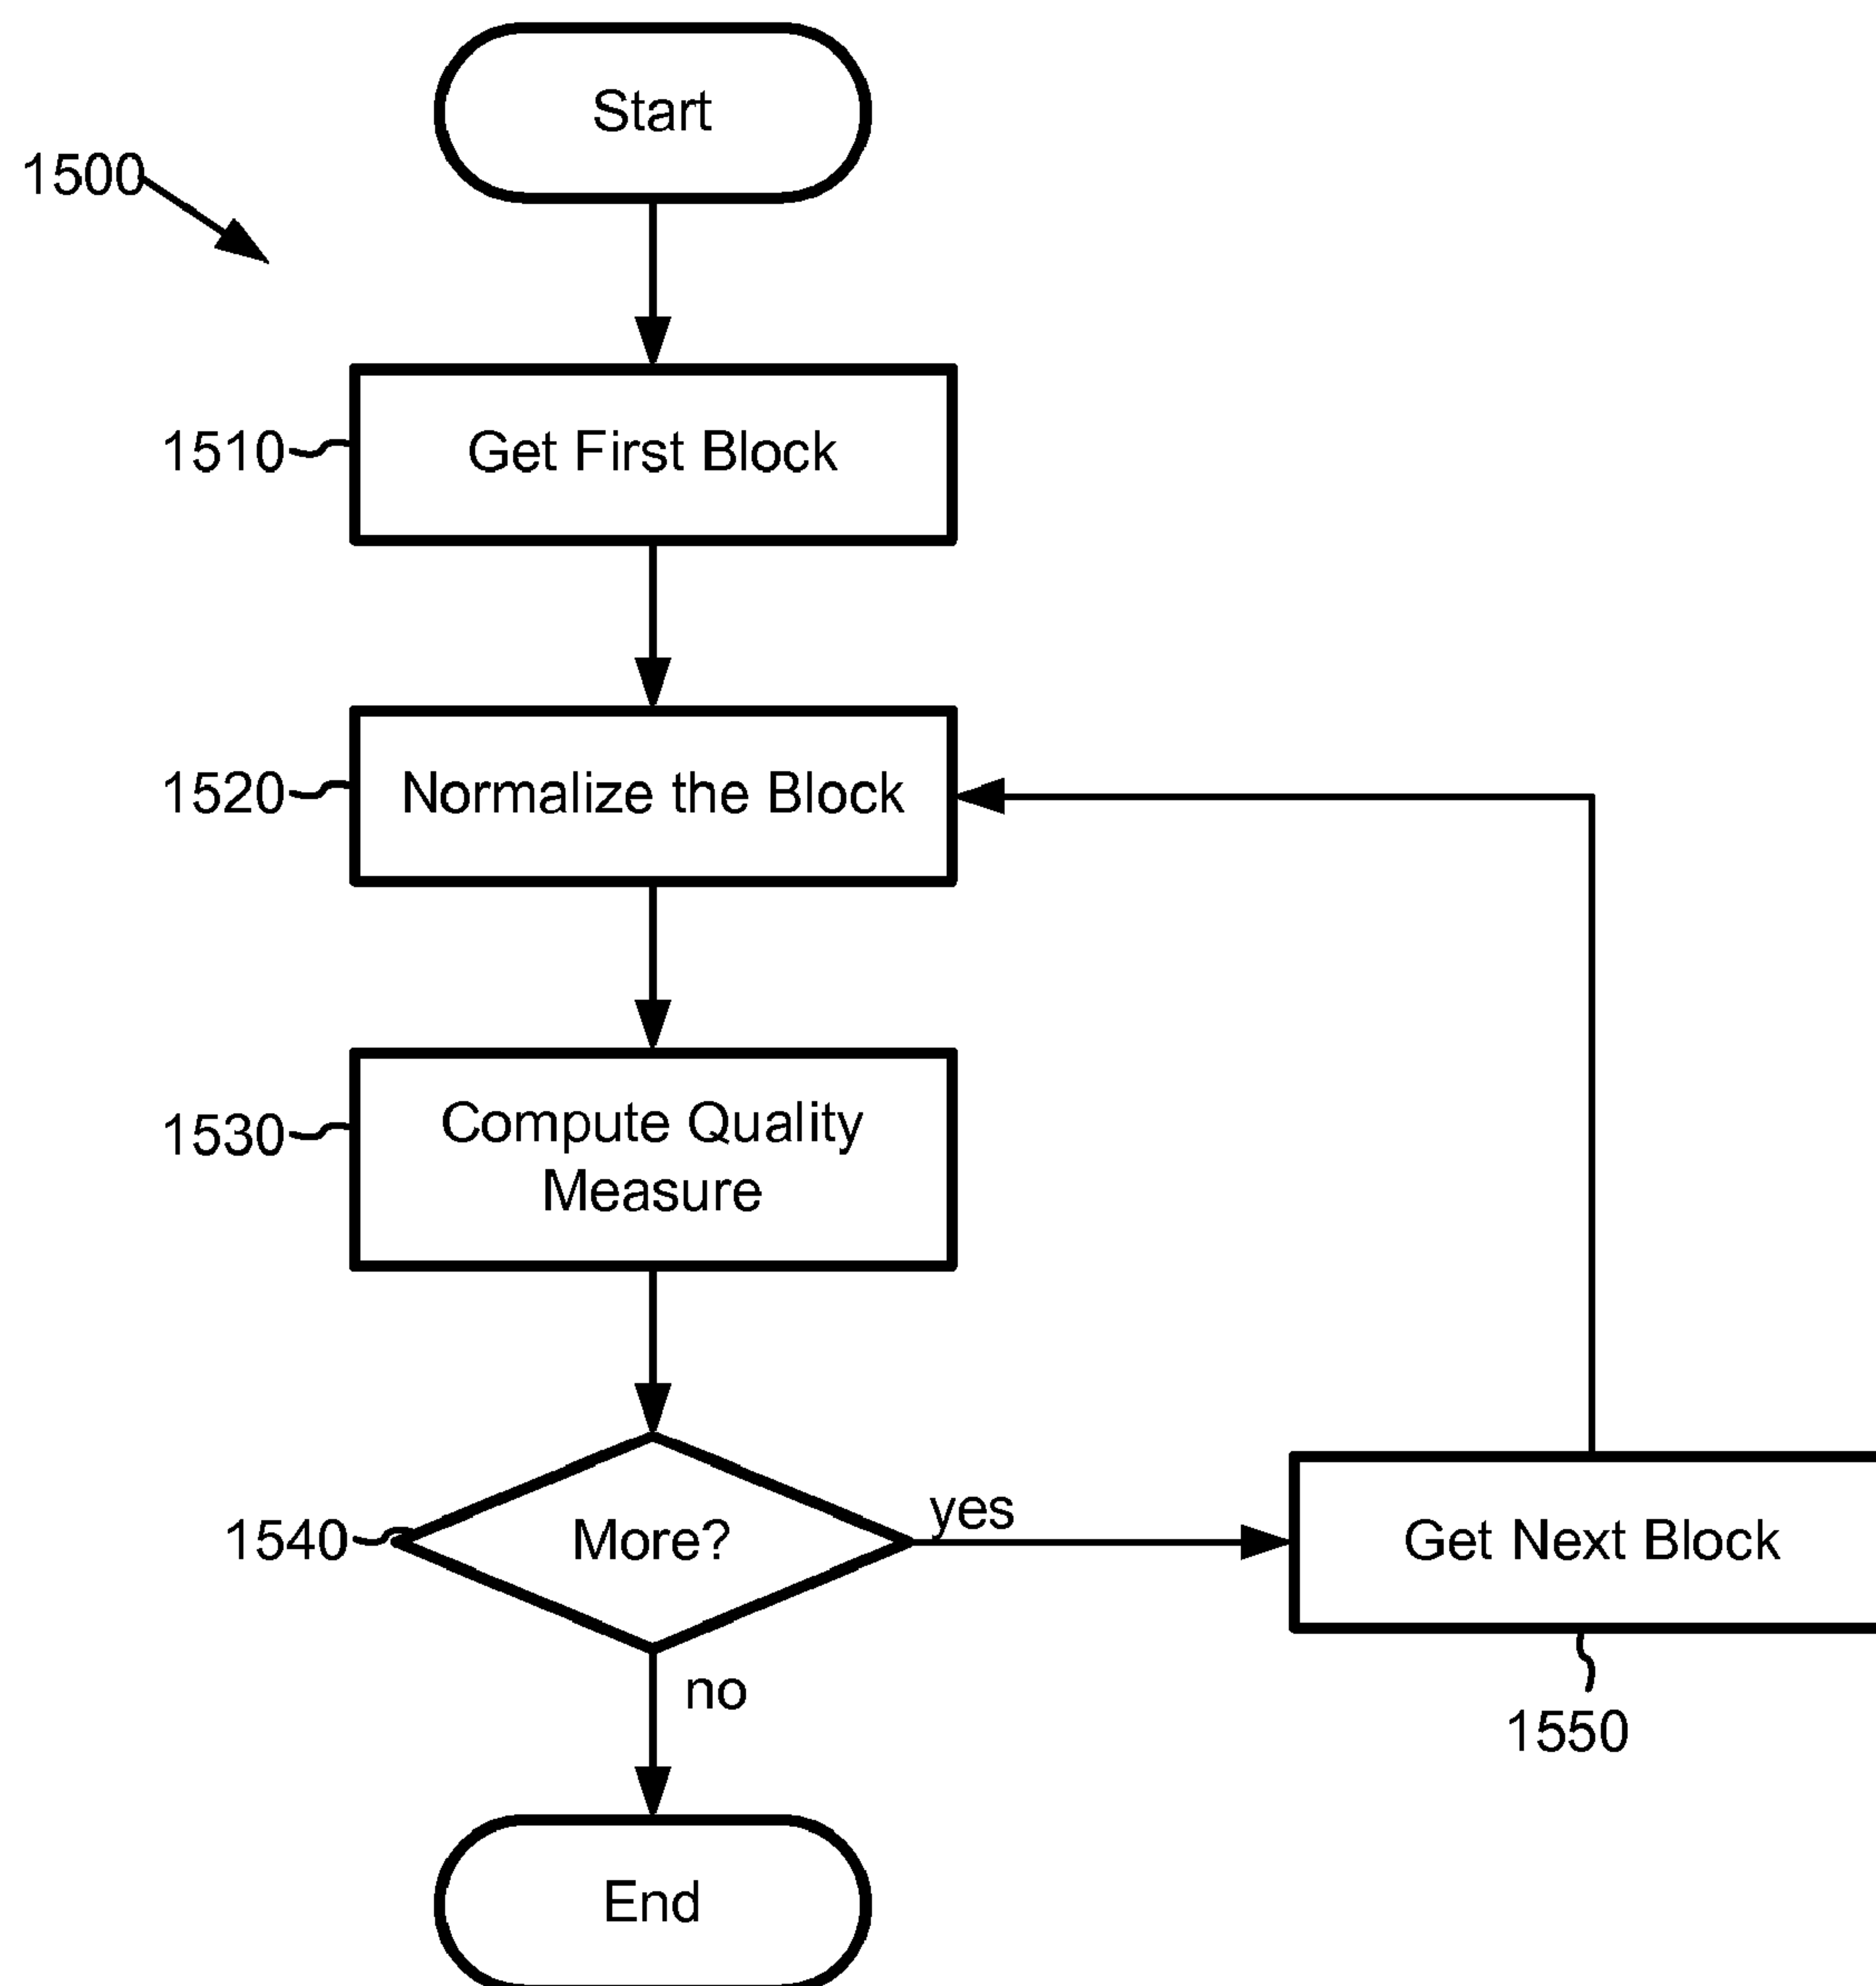 Start
1500
1510
Get First Block
1520
Normalize the Block
1530
Compute Quality
Measure
1540
More?
yes
Get Next Block
no
1550
End